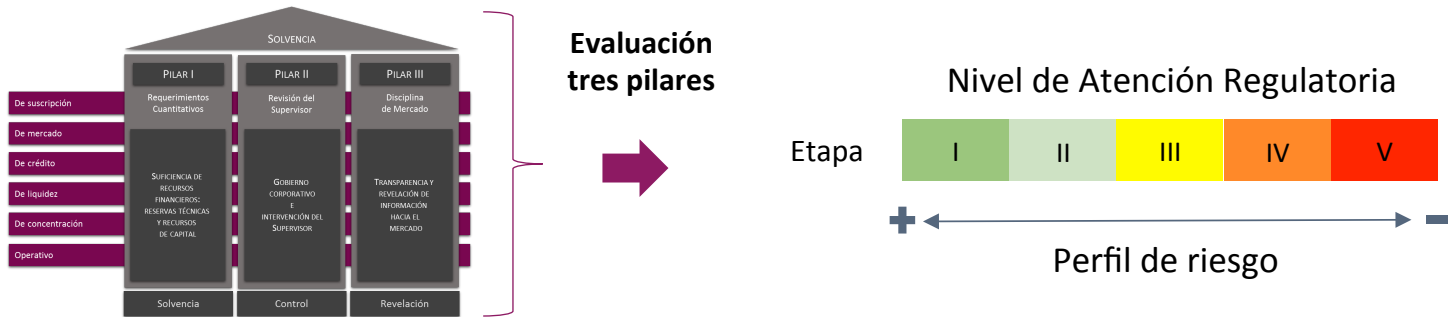 SOLVENCIA
PILAR I
PILAR II
PILAR III
Requerimientos
Cuantitativos
Revisión del
Supervisor
Disciplina
de Mercado
De suscripción
De mercado
De crédito
De liquidez
De concentración
Operativo
SUFICIENCIA DE
RECURSOS
FINANCIEROS:
RESERVAS TÉCNICAS
Y RECURSOS
DE CAPITAL
GOBIERNO
CORPORATIVO
E
INTERVENCIÓN DEL
SUPERVISOR
TRANSPARENCIA Y
REVELACIÓN DE
INFORMACIÓN
HACIA EL
MERCADO
Solvencia
Control
Revelación
Evaluación
tres pilares
Nivel de Atención Regulatoria
Etapa
I
II
III
IV
V
+
−
Perfil de riesgo